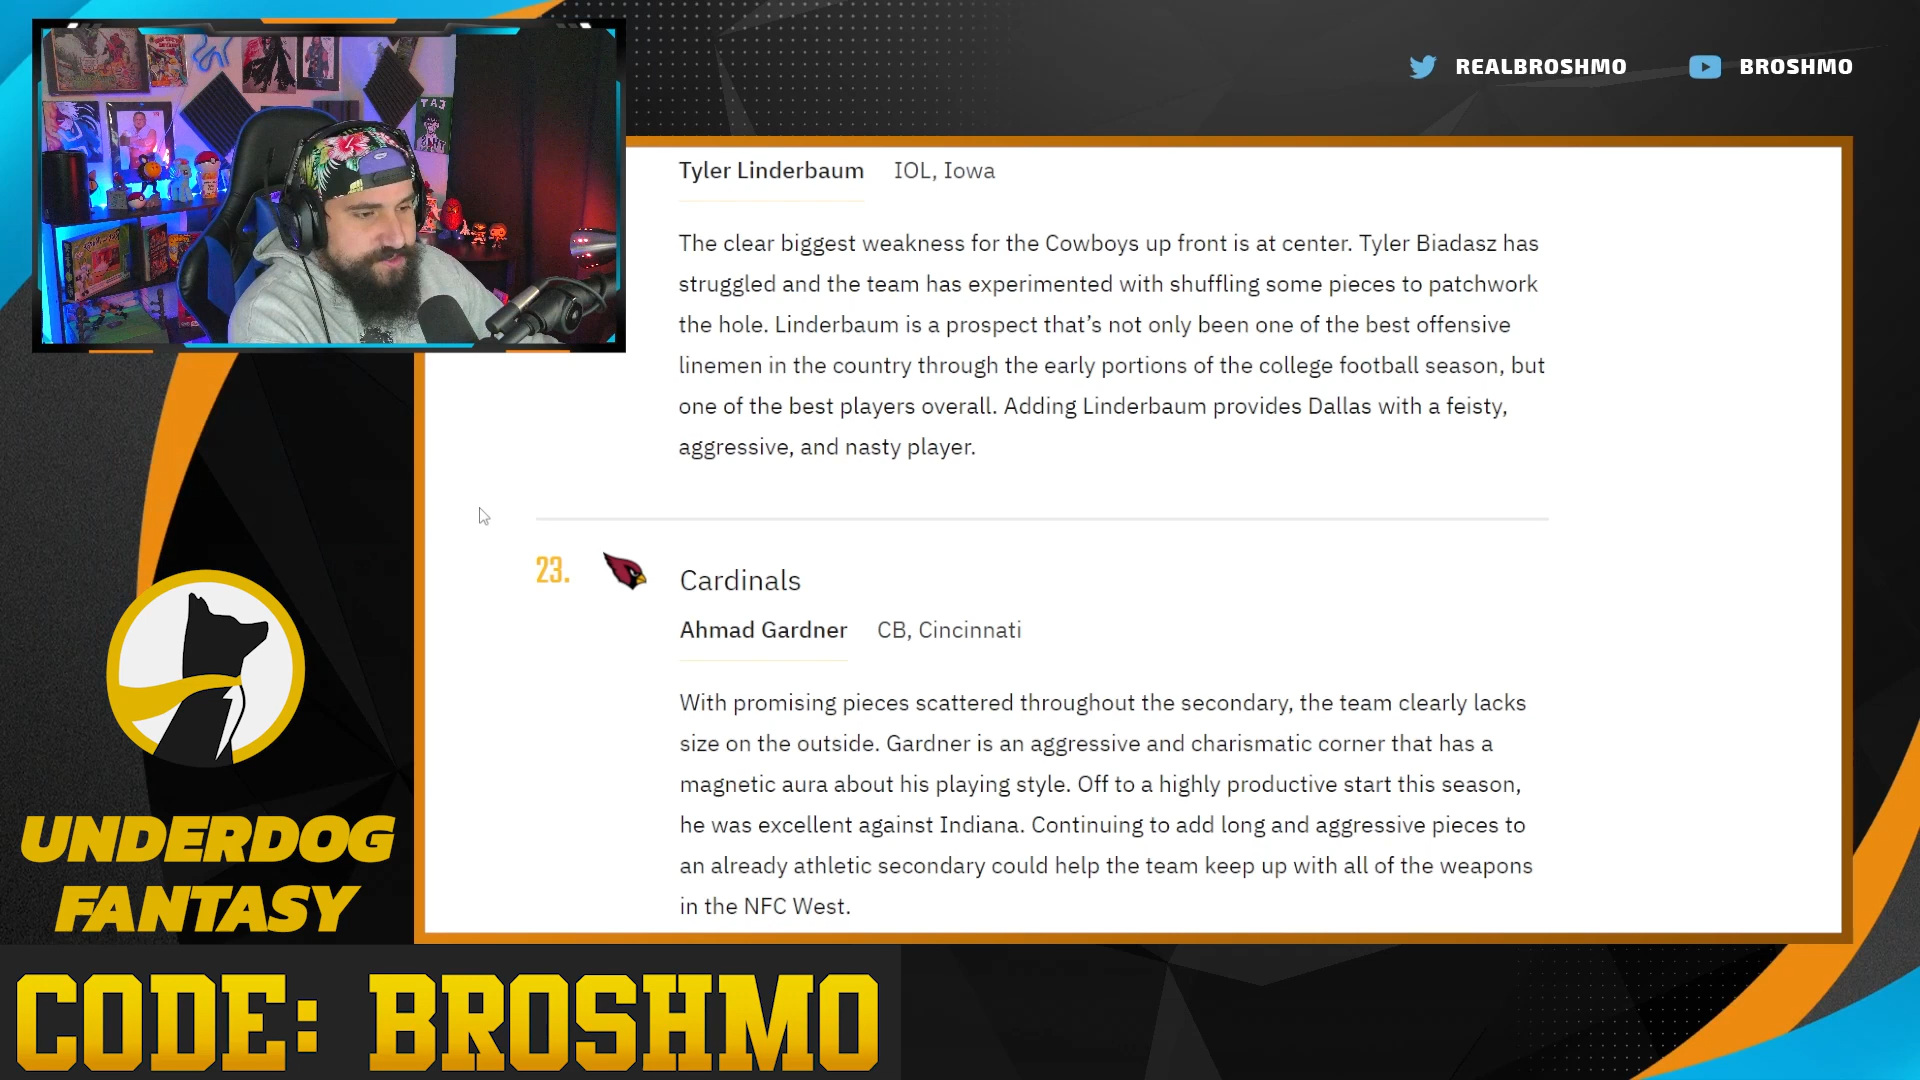 REALBROSHMO
BROSHMO
Tyler Linderbaum IOL, Iowa
The clear biggest weakness for the Cowboys up front is at center. Tyler Biadasz has
struggled and the team has experimented with shuffling some pieces to patchwork
the hole. Linderbaum is a prospect that’s not only been one of the best offensive
linemen in the country through the early portions of the college football season, but
one of the best players overall. Adding Linderbaum provides Dallas with a feisty,
aggressive, and nasty player.
23. Cardinals
Ahmad Gardner CB, Cincinnati
With promising pieces scattered throughout the secondary, the team clearly lacks
size on the outside. Gardner is an aggressive and charismatic corner that has a
magnetic aura about his playing style. Off to a highly productive start this season,
he was excellent against Indiana. Continuing to add long and aggressive pieces to
an already athletic secondary could help the team keep up with all of the weapons
in the NFC West.
UNDERDOG
FANTASY
CODE: BROSHMO